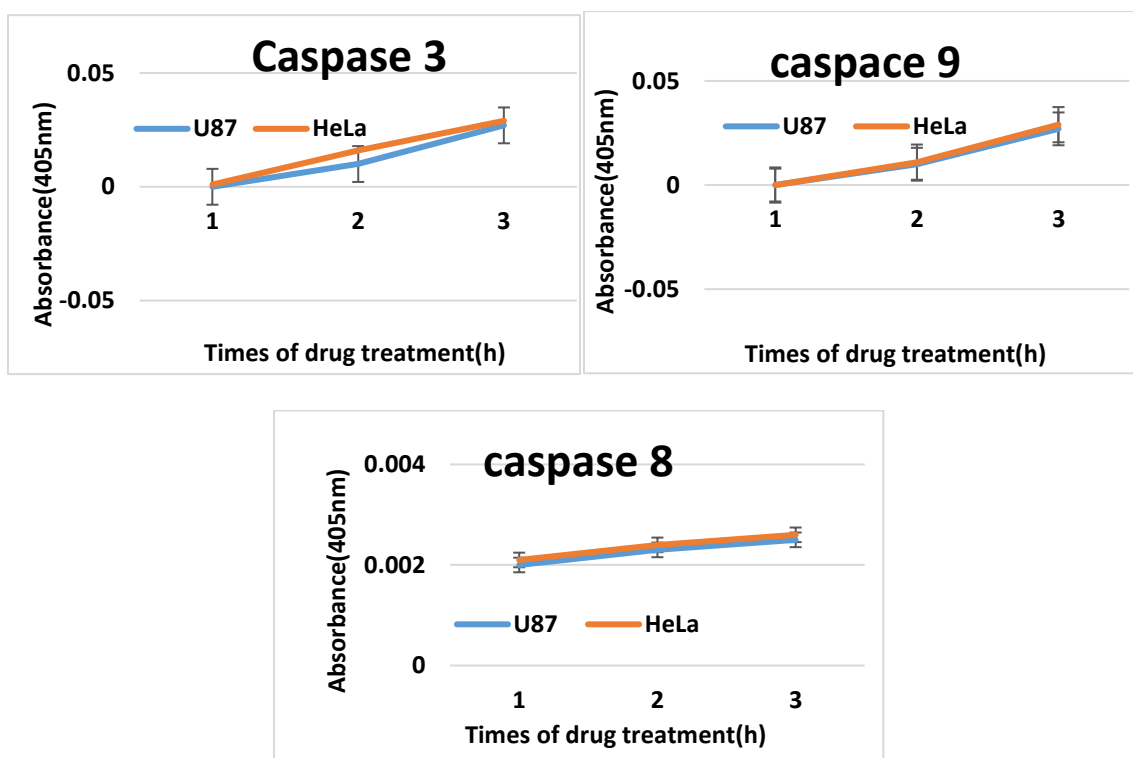 Caspase 3
0.05
U87 HeLa
0
1 2 3
-0.05
Absorbance(405nm)
Times of drug treatment(h)
caspace 9
0.05
U87 HeLa
0
1 2 3
-0.05
Absorbance(405nm)
Times of drug treatment(h)
caspase 8
0.004
0.002
U87 HeLa
0
1 2 3
Absorbance(405nm)
Times of drug treatment(h)